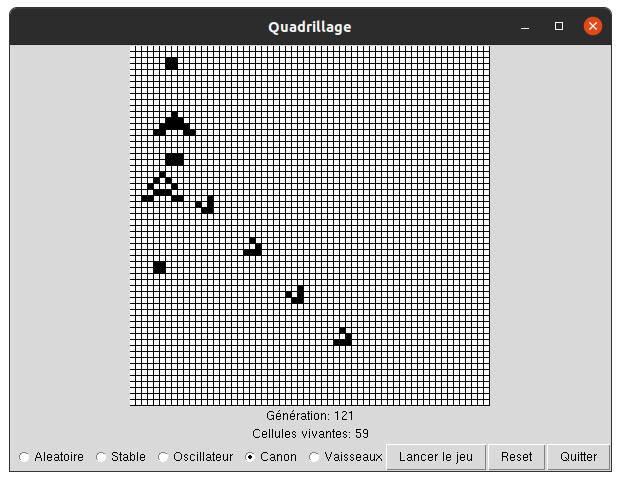 Quadrillage
Génération: 121
Cellules vivantes: 59
Aleatoire Stable Oscillateur Canon Vaisseaux Lancer le jeu Reset Quitter